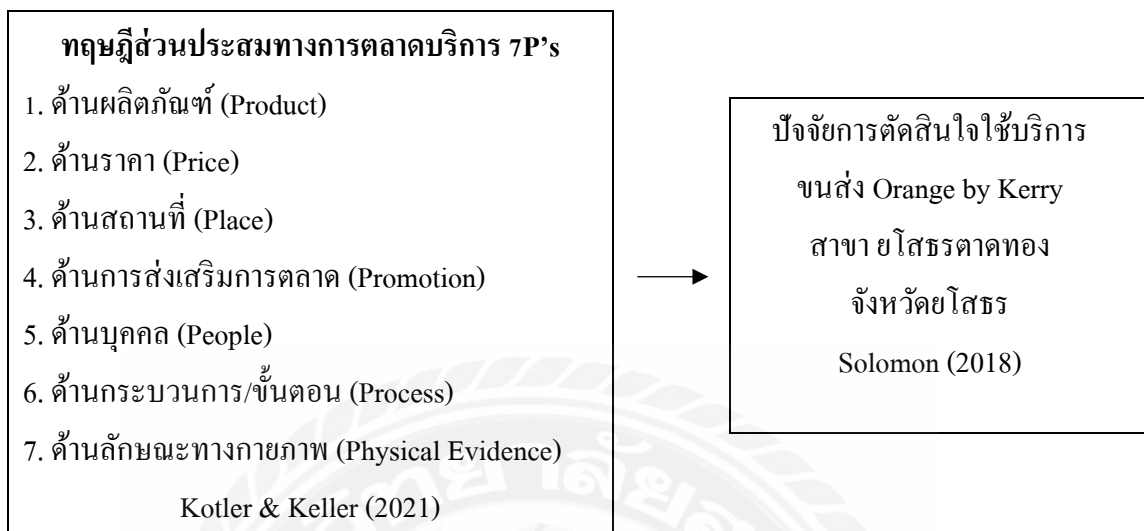 ทฤษฎีส่วนประสมทางการตลาดบริการ 7P’s
1. ด้านผลิตภัณฑ์ (Product)
2. ด้านราคา (Price)
3. ด้านสถานที่ (Place)
4. ด้านการส่งเสริมการตลาด (Promotion)
5. ด้านบุคคล (People)
6. ด้านกระบวนการ/ขั้นตอน (Process)
7. ด้านลักษณะทางกายภาพ (Physical Evidence)
Kotler & Keller (2021)
ปัจจัยการตัดสินใจใช้บริการ
ขนส่ง Orange by Kerry
สาขา ยโสธรตาดทอง
จังหวัดยโสธร
Solomon (2018)